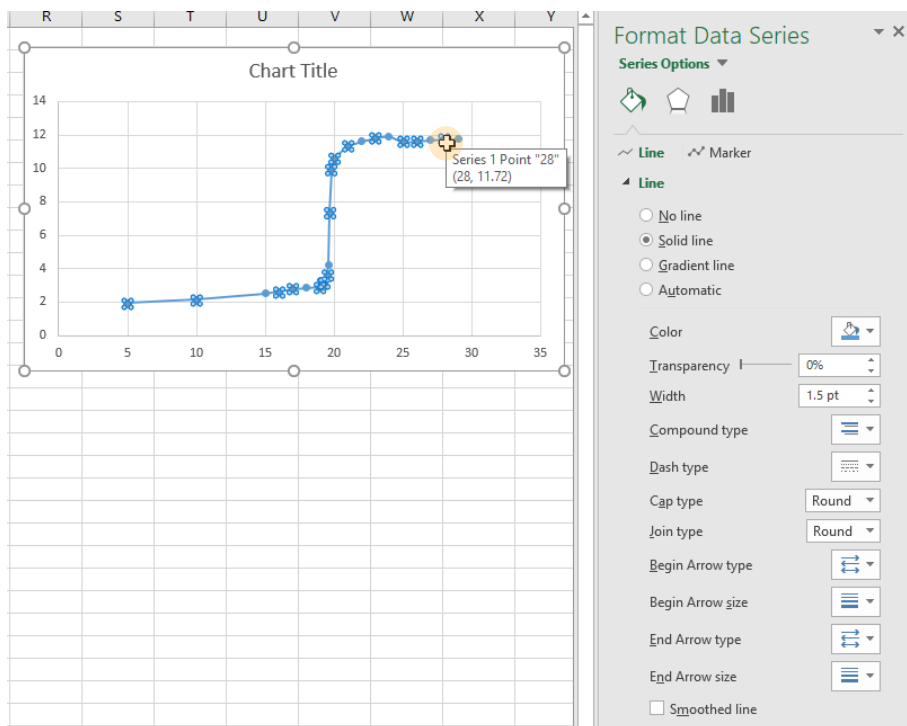 R S T U V W X Y
Chart Title
14
12
10
8
6
4
2
0
0 5 10 15 20 25 30 35
Series 1 Point "28"
(28, 11.72)
Format Data Series
Series Options
Line Marker
Line
No line
Solid line
Gradient line
Automatic
Color
Transparency 0%
Width 1.5 pt
Compound type
Dash type
Cap type Round
Join type Round
Begin Arrow type
Begin Arrow size
End Arrow type
End Arrow size
Smoothed line